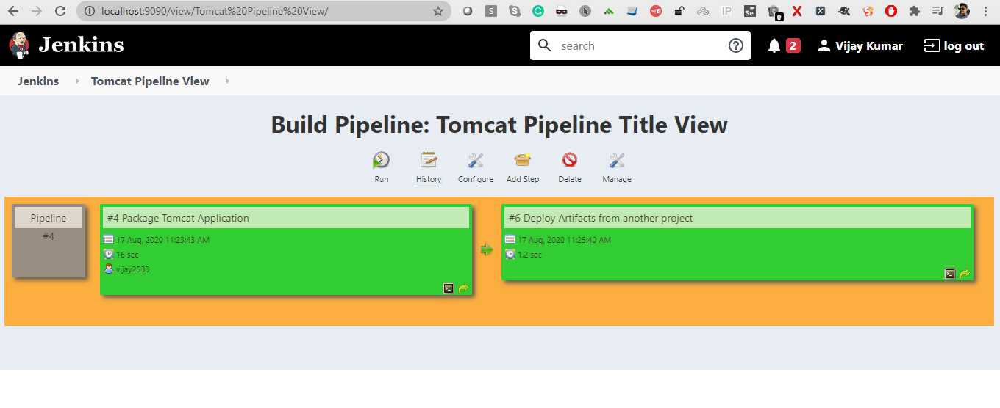 localhost:9090/view/Tomcat%20Pipeline%20View/
S
IP
Se
0
X
Jenkins
search
2
Vijay Kumar
log out
Jenkins
Tomcat Pipeline View
Build Pipeline: Tomcat Pipeline Title View
Run
History
Configure
Add Step
Delete
Manage
Pipeline
#4
#4 Package Tomcat Application
17 Aug, 2020 11:23:43 AM
16 sec
vijay2533
#6 Deploy Artifacts from another project
17 Aug, 2020 11:25:40 AM
1.2 sec